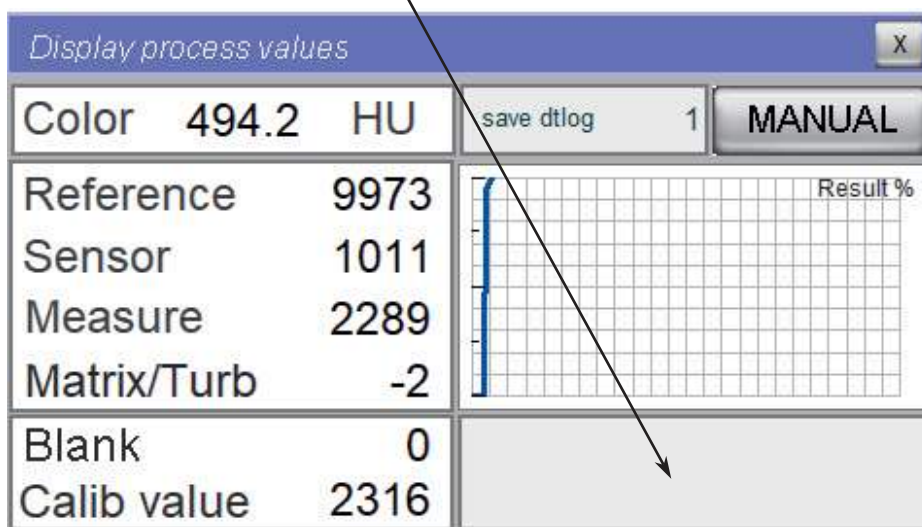 Display process values X
Color 494.2 HU save dtlog 1 MANUAL
Reference 9973 Result %
Sensor 1011
Measure 2289
Matrix/Turb -2
Blank 0
Calib value 2316